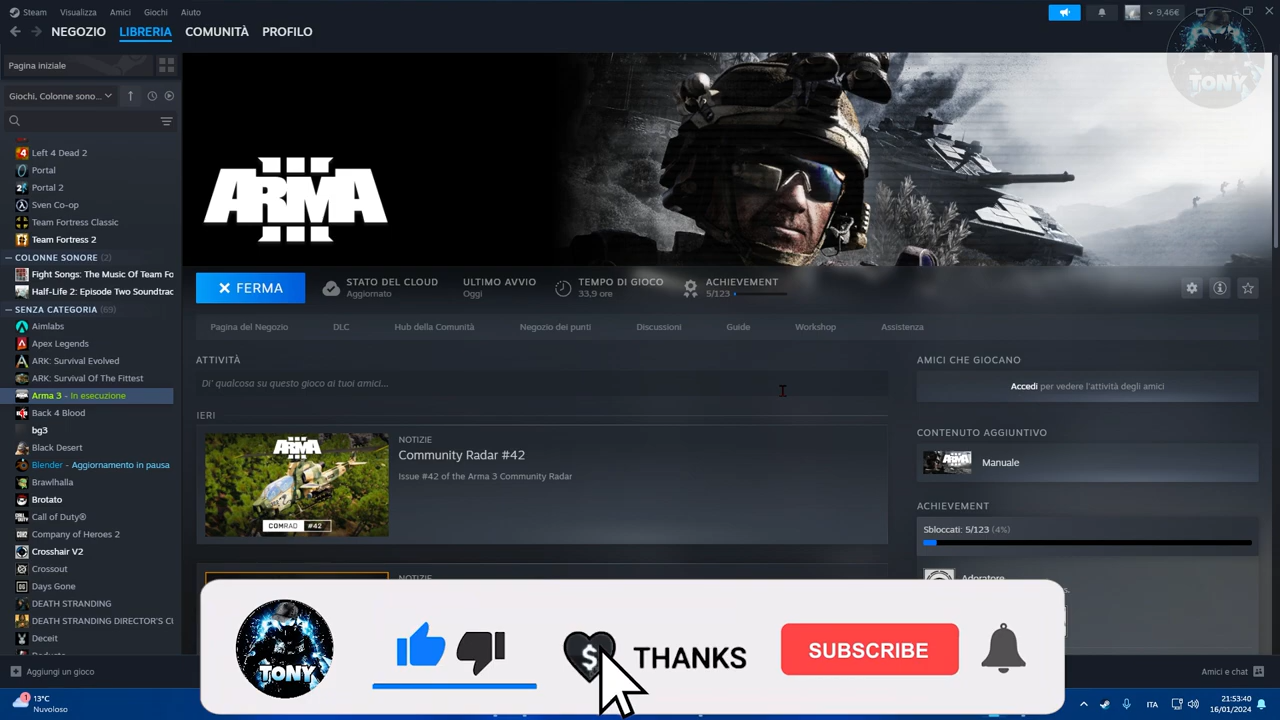 Steam Visualizza Amici Giochi Aiuto
9,46€
NEGOZIO LIBRERIA COMUNITÀ PROFILO
TONY
Pagina iniziale
Giochi, Colonne sono...
Left 4 Dead 2
Portal
Portal 2
Sven Co-op
Team Fortress Classic
Team Fortress 2
COLONNE SONORE (2)
Fight Songs: The Music Of Team Fo
Half-Life 2: Episode Two Soundtrac
SENZA CATEGORIA (69)
Aimlabs
Apex Legends
ARK: Survival Evolved
ARK: Survival Of The Fittest
Arma 3 - In esecuzione
Back 4 Blood
bg3
Black Desert
Blender - Aggiornamento in pausa
Brawlhalla
Brotato
Call of Duty®
Company of Heroes 2
Crosshair V2
Crossout
Days Gone
DEATH STRANDING
DEATH STRANDING DIRECTOR'S CI
Deceit
Aggiungi un gioco
ARMA III
FERMA
STATO DEL CLOUD
Aggiornato
ULTIMO AVVIO
Oggi
TEMPO DI GIOCO
33,9 ore
ACHIEVEMENT
5/123
Pagina del Negozio DLC Hub della Comunità Negozio dei punti Discussioni Guide Workshop Assistenza
ATTIVITÀ
Di' qualcosa su questo gioco ai tuoi amici...
IERI
ARMA III
COMRAD #42
NOTIZIE
Community Radar #42
Issue #42 of the Arma 3 Community Radar
NOTIZIE
AMICI CHE GIOCANO
Accedi per vedere l'attività degli amici
CONTENUTO AGGIUNTIVO
Manuale
ACHIEVEMENT
Sbloccati: 5/123 (4%)
Adoratore
Amici e chat
TONY
THANKS
SUBSCRIBE
1
13°C
Nuvoloso
ITA
21:53:40
16/01/2024